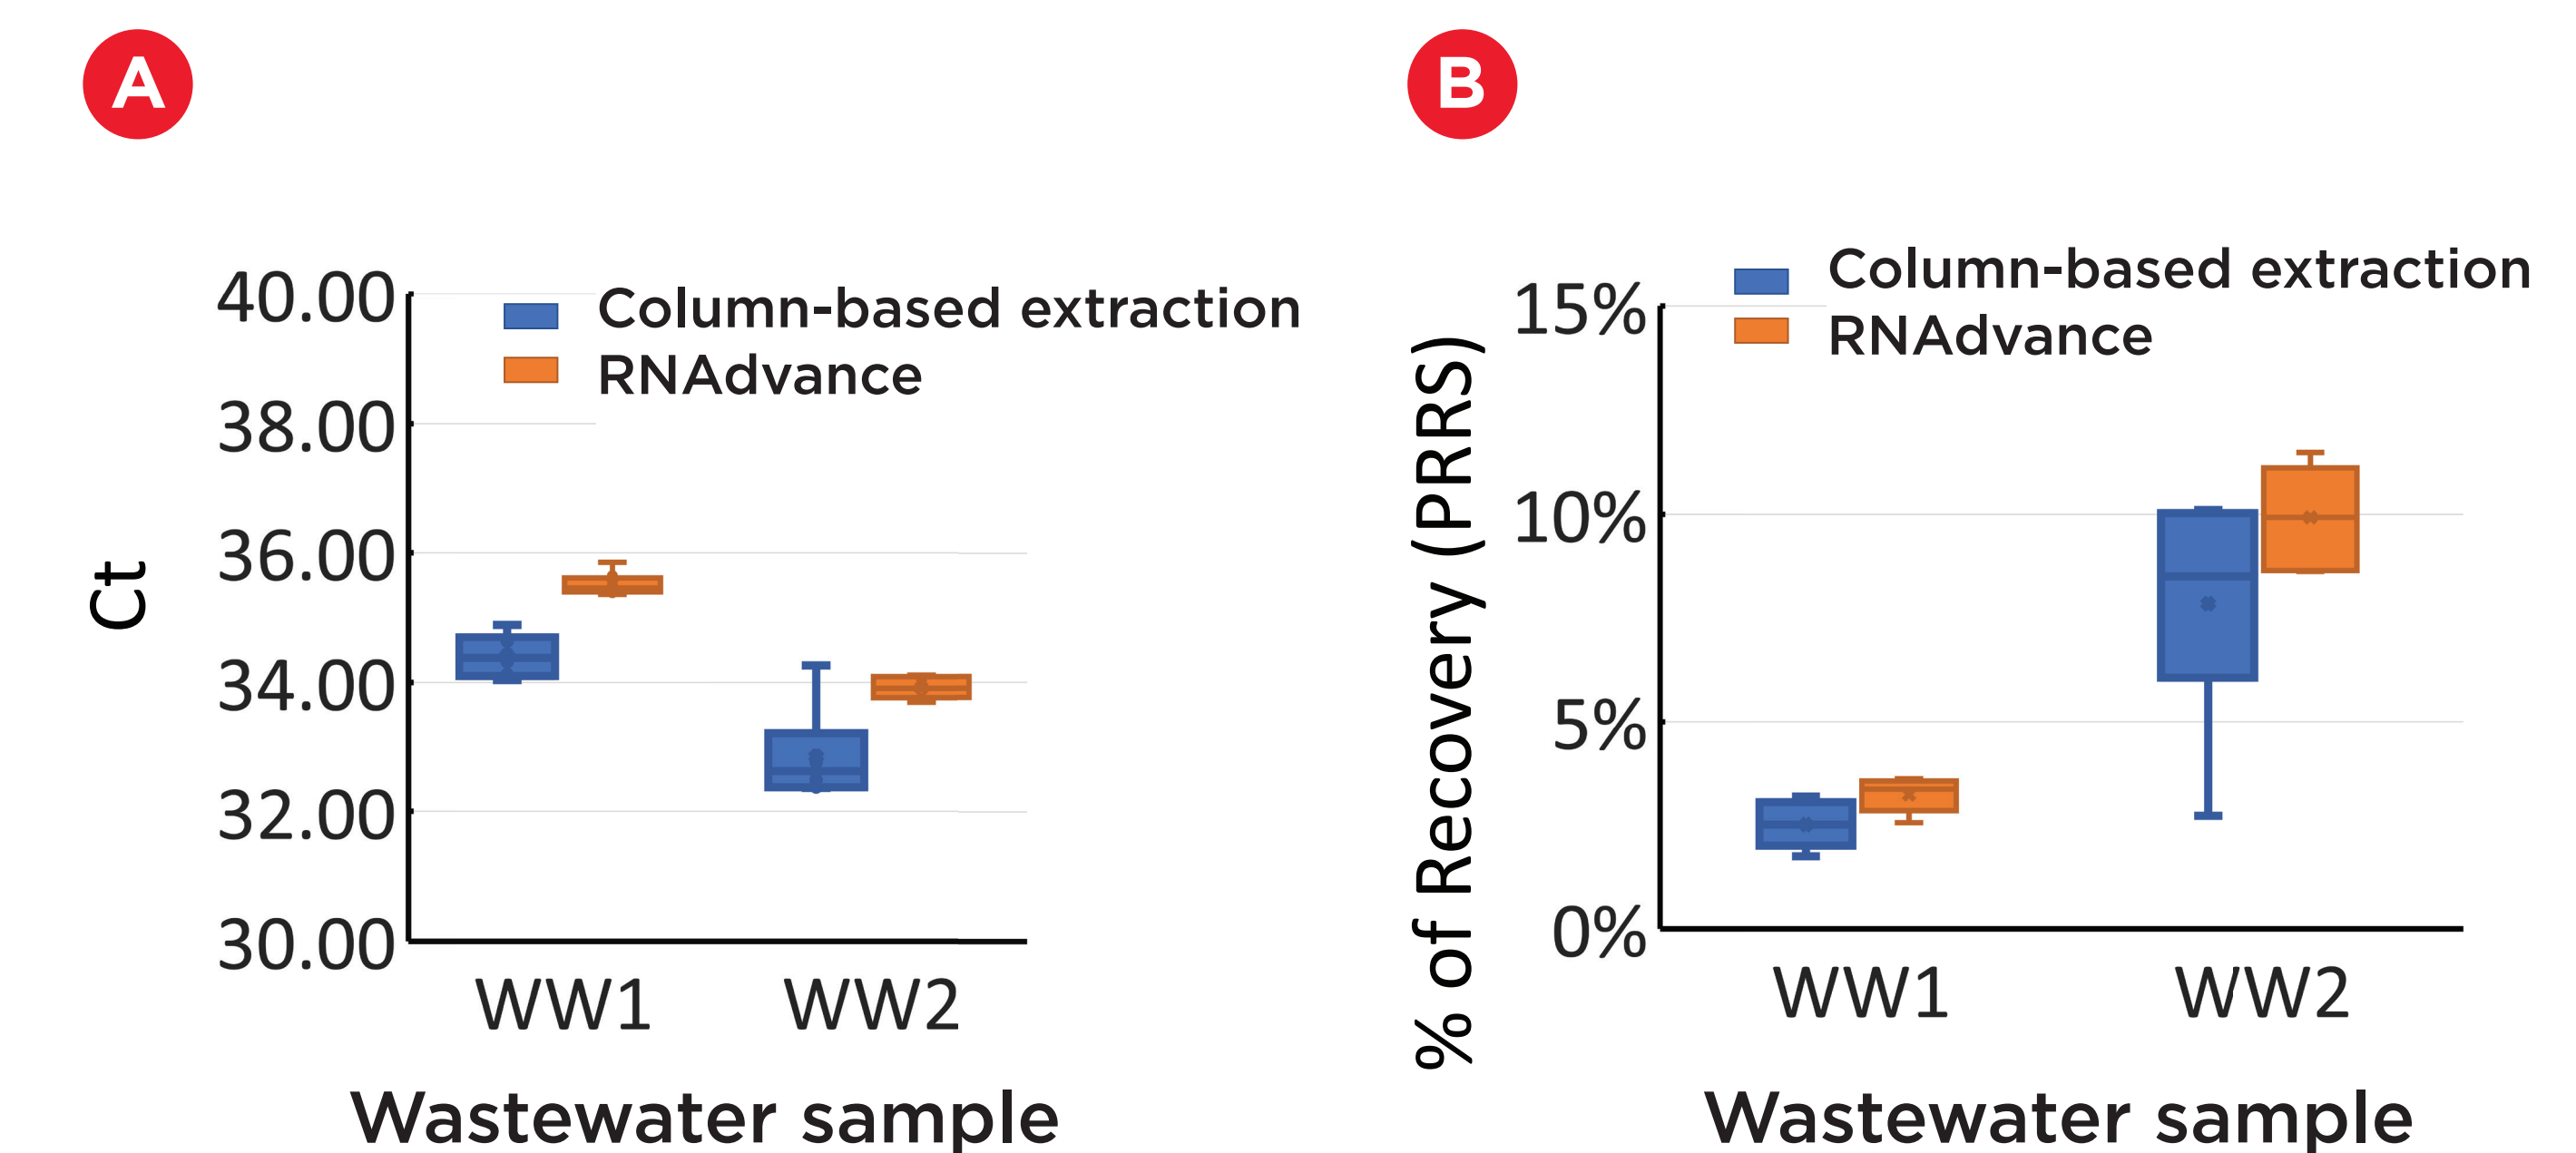 A
Column-based extraction
RNAdvance
40.00
38.00
36.00
34.00
32.00
30.00
Ct
WW1 WW2
Wastewater sample
B
Column-based extraction
RNAdvance
15%
10%
5%
0%
% of Recovery (PRRS)
WW1 WW2
Wastewater sample